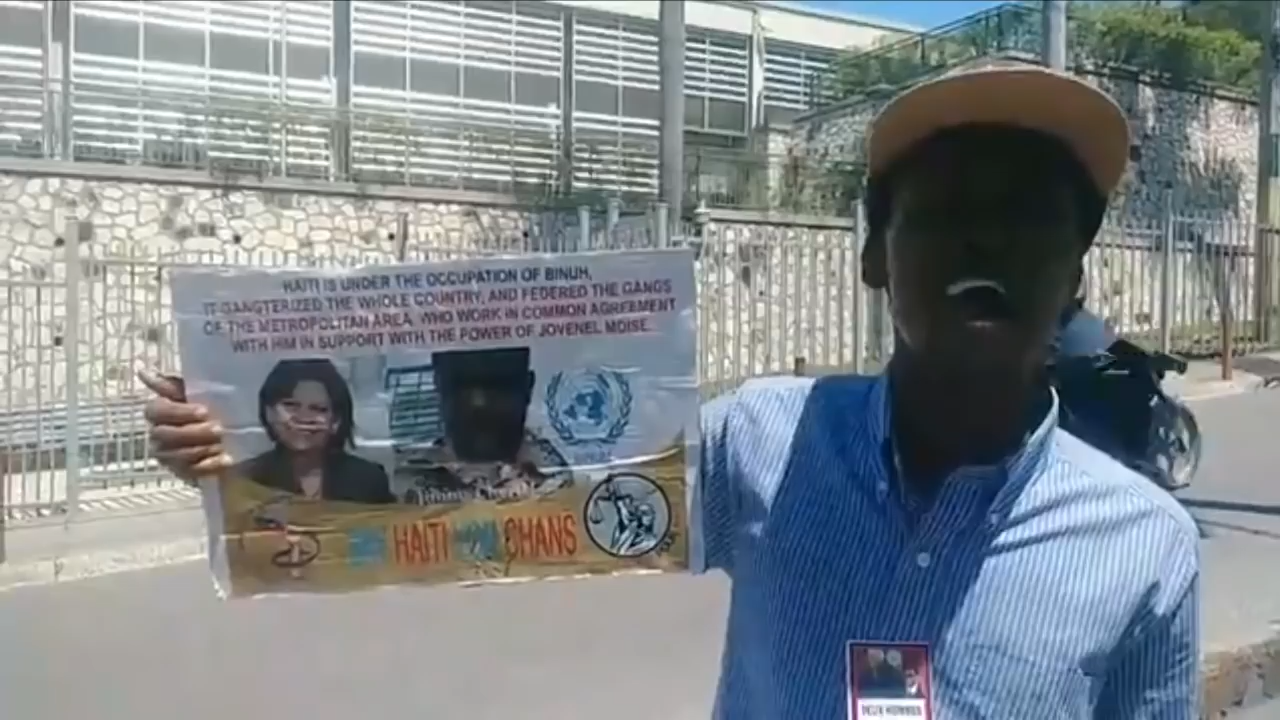 HAITI IS UNDER THE OCCUPATION OF BINUH,
IT GANGTERIZED THE WHOLE COUNTRY, AND FEDERED THE GANGS
OF THE METROPOLITAN AREA, WHO WORK IN COMMON AGREEMENT
WITH HIM IN SUPPORT WITH THE POWER OF JOVENEL MOISE.
HAITI CHANS